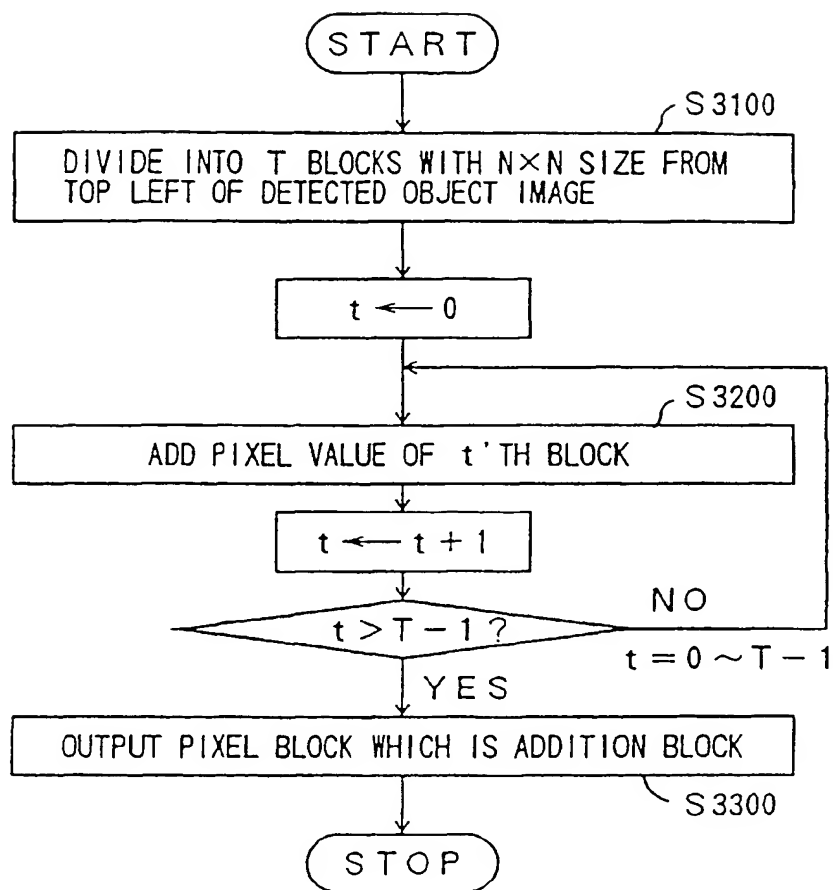 START
S3100
DIVIDE INTO T BLOCKS WITH N×N SIZE FROM
TOP LEFT OF DETECTED OBJECT IMAGE
t ← 0
S3200
ADD PIXEL VALUE OF t'TH BLOCK
t ← t + 1
t > T - 1 ?
NO
t = 0 ~ T - 1
YES
OUTPUT PIXEL BLOCK WHICH IS ADDITION BLOCK
S3300
STOP